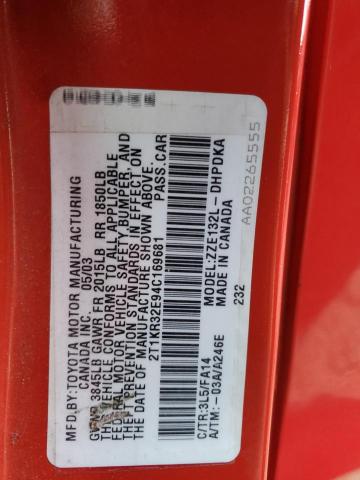 MFD.BY:TOYOTA MOTOR MANUFACTURING
CANADA INC. 05/03
GVWR 3845LB GAWR FR 2015LB RR 1850LB
THIS VEHICLE CONFORMS TO ALL APPLICABLE
FEDERAL MOTOR VEHICLE SAFETY,BUMPER, AND
THEFT PREVENTION STANDARDS IN EFFECT ON
THE DATE OF MANUFACTURE SHOWN ABOVE.
2T1KR32E94C169681 PASS.CAR
C/TR:3L5/FA14 MODEL:ZZE132L-DHPDKA
A/TM:-03A/A246E MADE IN CANADA
232
AA02265555